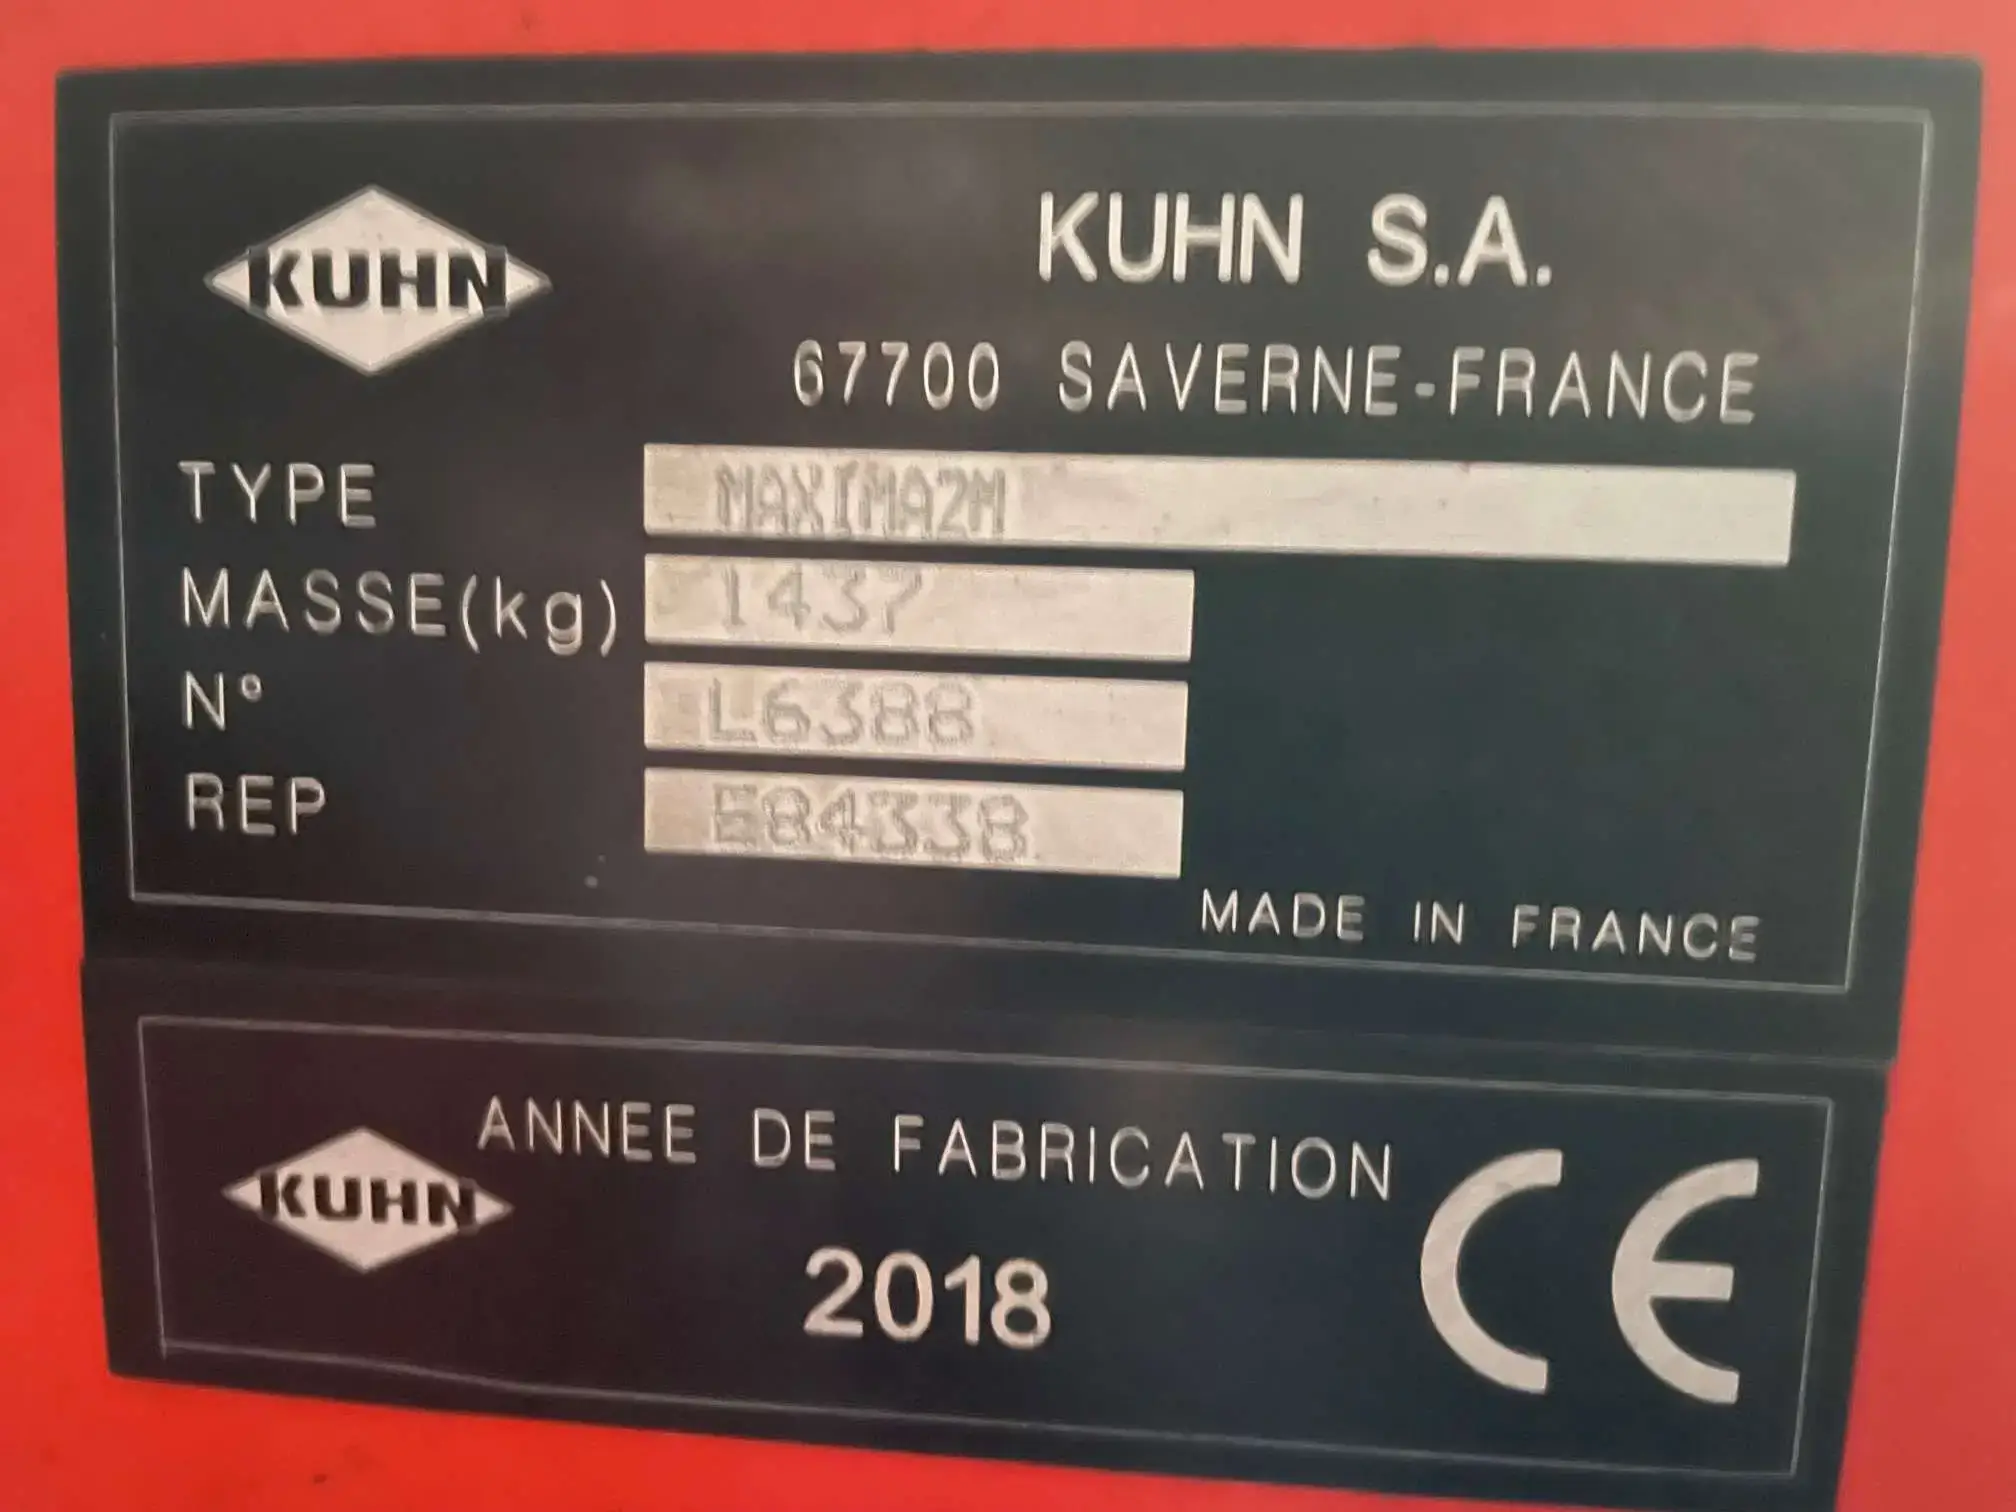 KUHN
KUHN S.A.
67700 SAVERNE-FRANCE
TYPE MAXIMA2M
MASSE(kg) 1437
Nº L6388
REP E84338
MADE IN FRANCE
KUHN
ANNEE DE FABRICATION
2018
CE